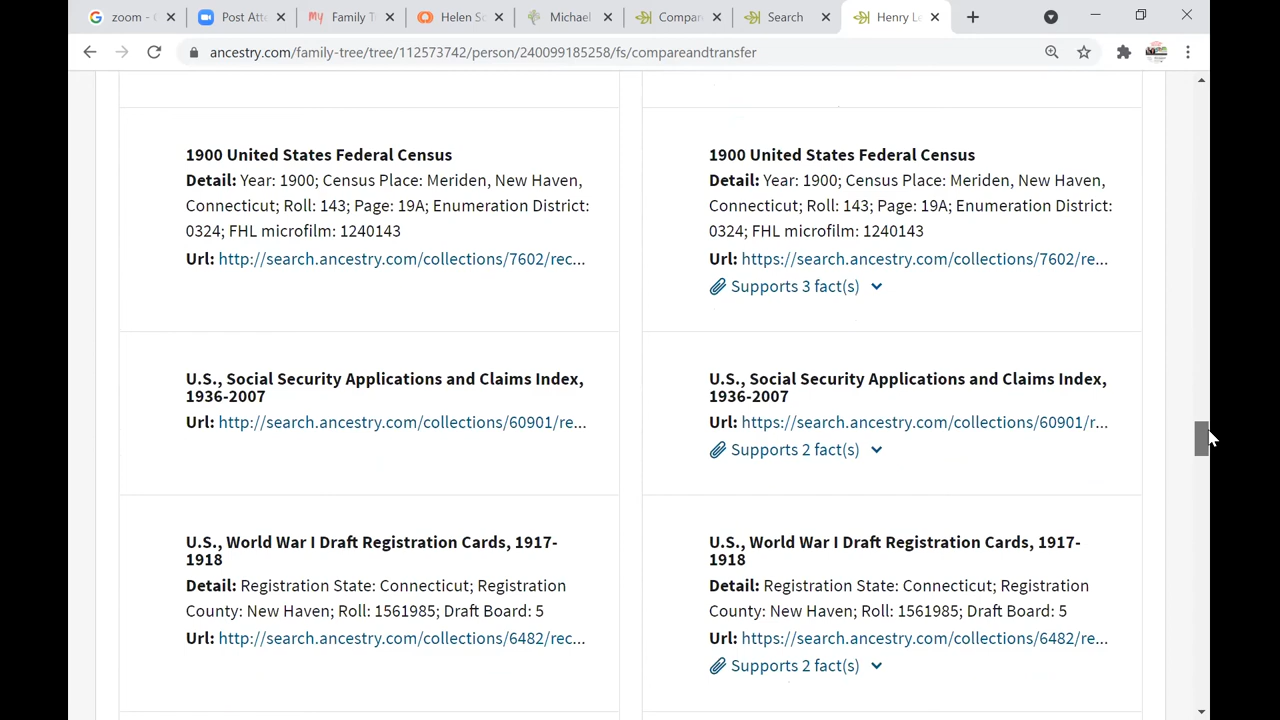 zoom - G
Post Atte
Family T
Helen Sc
Michael
Compar
Search
Henry Le
ancestry.com/family-tree/tree/112573742/person/240099185258/fs/compareandtransfer
1900 United States Federal Census
Detail: Year: 1900; Census Place: Meriden, New Haven,
Connecticut; Roll: 143; Page: 19A; Enumeration District:
0324; FHL microfilm: 1240143
Url: http://search.ancestry.com/collections/7602/rec...
1900 United States Federal Census
Detail: Year: 1900; Census Place: Meriden, New Haven,
Connecticut; Roll: 143; Page: 19A; Enumeration District:
0324; FHL microfilm: 1240143
Url: https://search.ancestry.com/collections/7602/re...
Supports 3 fact(s)
U.S., Social Security Applications and Claims Index,
1936-2007
Url: http://search.ancestry.com/collections/60901/re...
U.S., Social Security Applications and Claims Index,
1936-2007
Url: https://search.ancestry.com/collections/60901/r...
Supports 2 fact(s)
U.S., World War I Draft Registration Cards, 1917-
1918
Detail: Registration State: Connecticut; Registration
County: New Haven; Roll: 1561985; Draft Board: 5
Url: http://search.ancestry.com/collections/6482/rec...
U.S., World War I Draft Registration Cards, 1917-
1918
Detail: Registration State: Connecticut; Registration
County: New Haven; Roll: 1561985; Draft Board: 5
Url: https://search.ancestry.com/collections/6482/re...
Supports 2 fact(s)